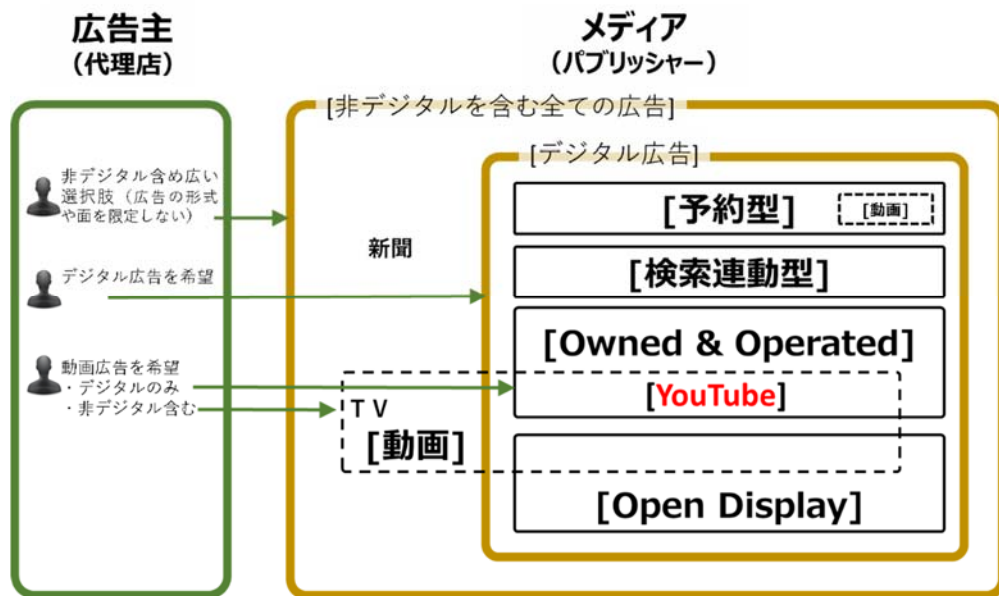 広告主
（代理店）
メディア
（パブリッシャー）
[非デジタルを含む全ての広告]
[デジタル広告]
非デジタル含め広い
選択肢（広告の形式
や面を限定しない）
[予約型]
[動画]
新聞
[検索連動型]
デジタル広告を希望
[Owned & Operated]
動画広告を希望
・デジタルのみ
・非デジタル含む
[YouTube]
ＴＶ
[動画]
[Open Display]